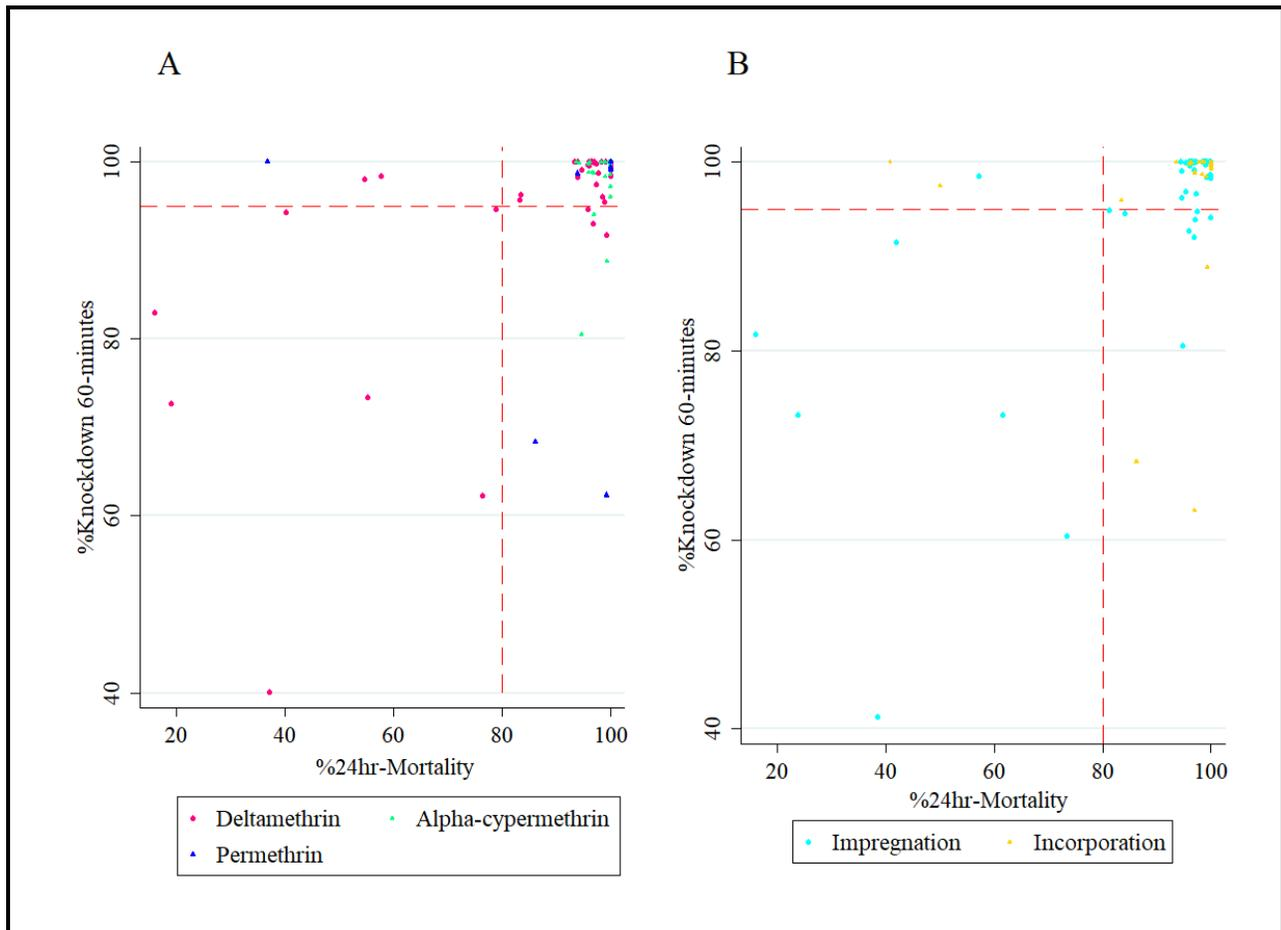 A
B
%Knockdown 60-minutes
100
80
60
40
20 40 60 80 100
%24hr-Mortality
Deltamethrin Alpha-cypermethrin
Permethrin
%Knockdown 60-minutes
100
80
60
40
20 40 60 80 100
%24hr-Mortality
Impregnation Incorporation